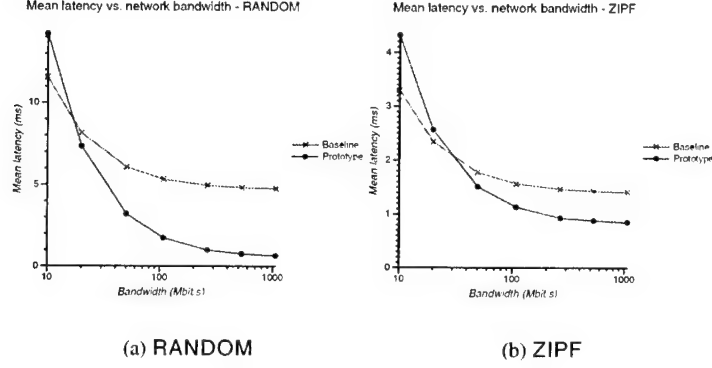 Mean latency vs. network bandwidth - RANDOM
Mean latency (ms)
10
5
0
10
100
1000
Bandwidth (Mbit s)
Baseline
Prototype
(a) RANDOM
Mean latency vs. network bandwidth - ZIPF
Mean latency (ms)
4
3
2
1
0
10
100
1000
Bandwidth (Mbit s)
Baseline
Prototype
(b) ZIPF